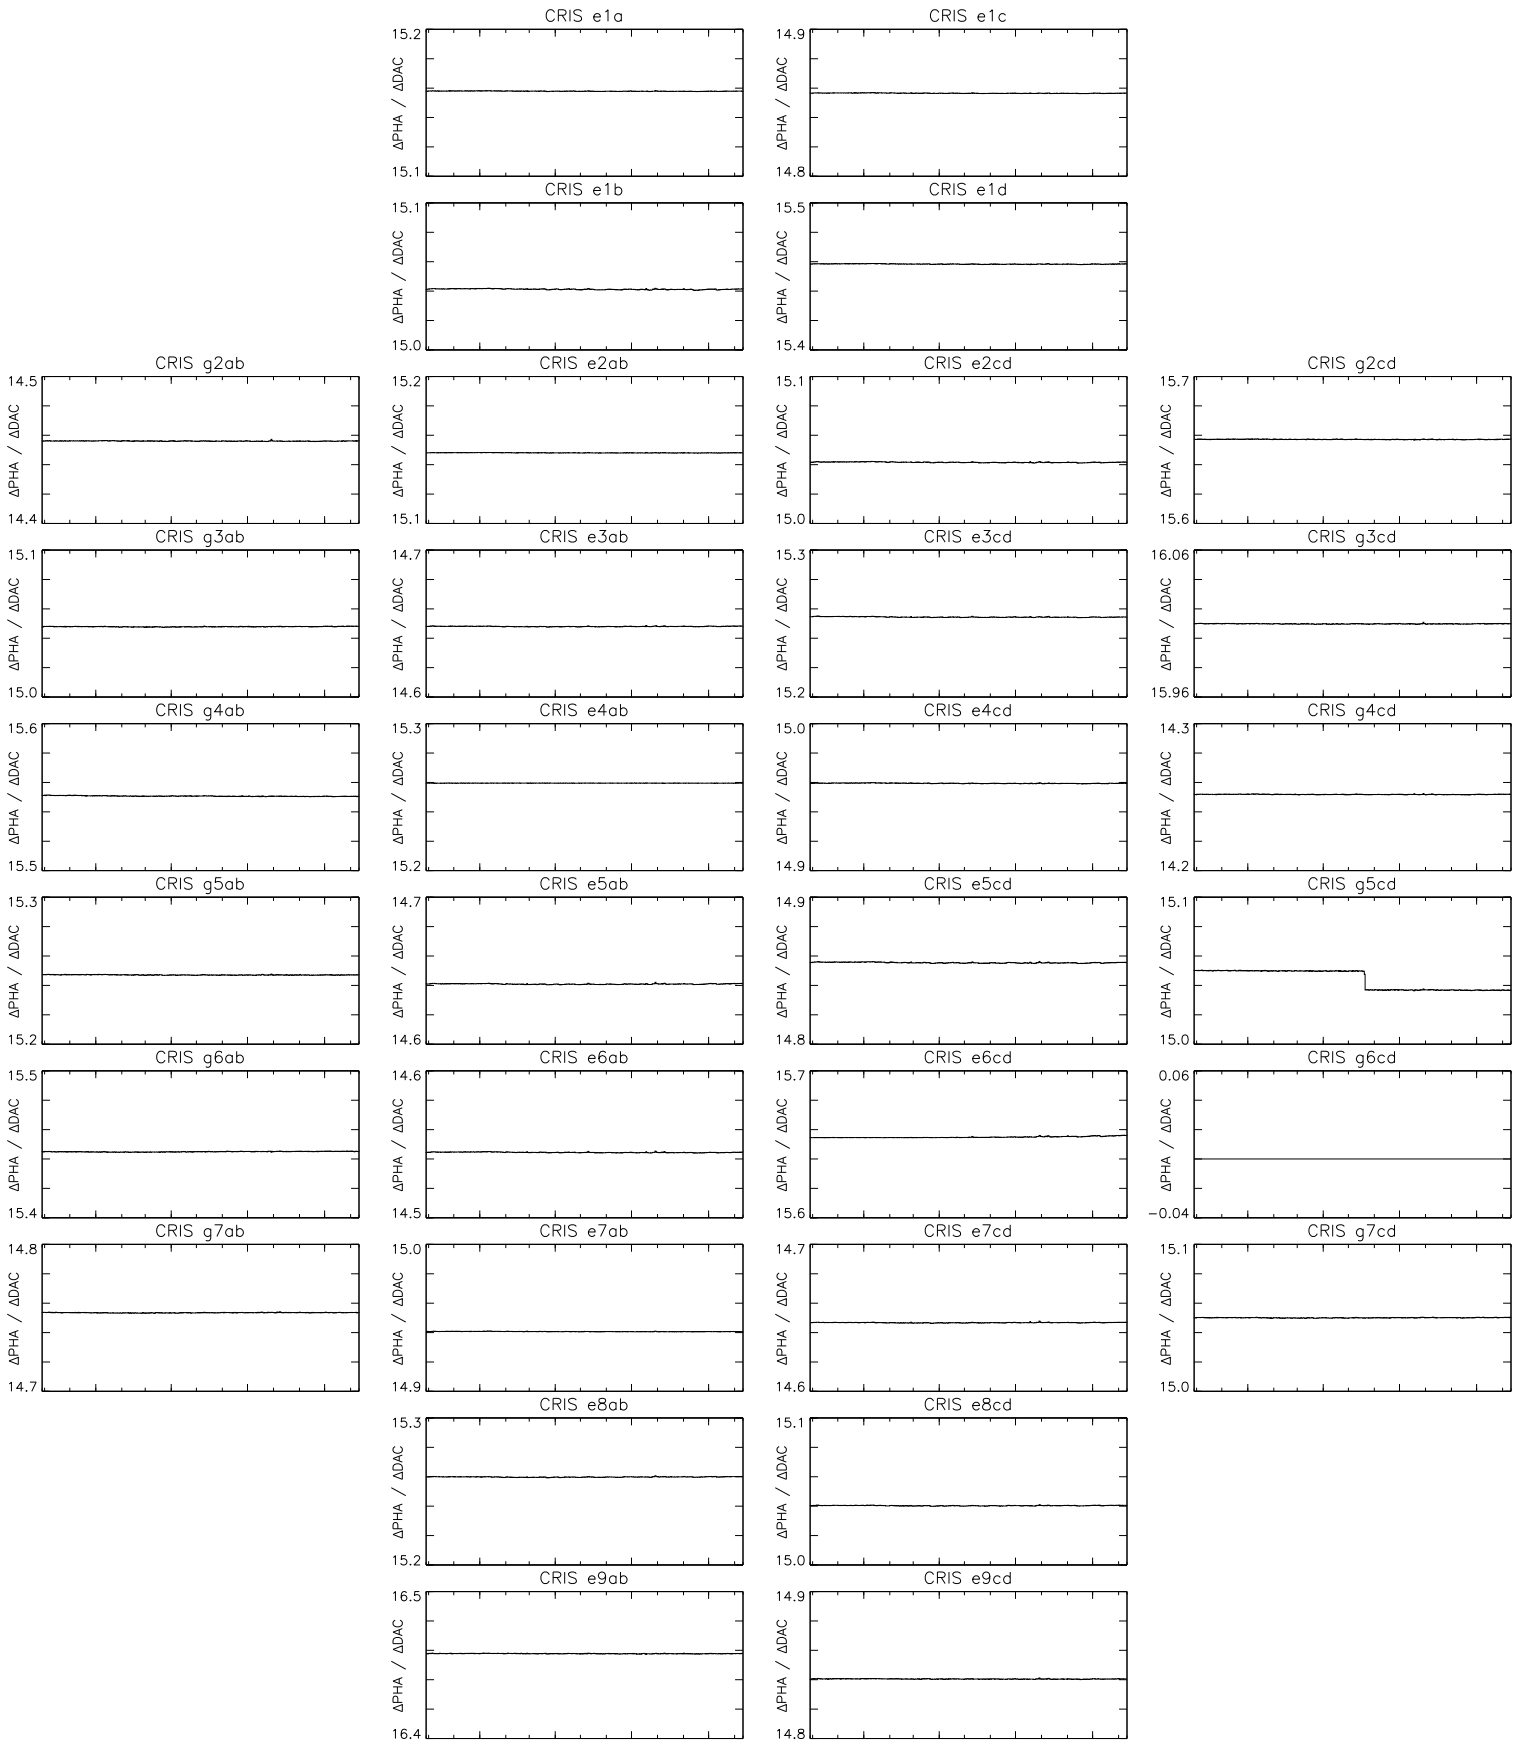 CRIS e1a
15.2
ΔPHA / ΔDAC
15.1
CRIS e1c
14.9
ΔPHA / ΔDAC
14.8
CRIS e1b
15.1
ΔPHA / ΔDAC
15.0
CRIS e1d
15.5
ΔPHA / ΔDAC
15.4
CRIS g2ab
14.5
ΔPHA / ΔDAC
14.4
CRIS e2ab
15.2
ΔPHA / ΔDAC
15.1
CRIS e2cd
15.1
ΔPHA / ΔDAC
15.0
CRIS g2cd
15.7
ΔPHA / ΔDAC
15.6
CRIS g3ab
15.1
ΔPHA / ΔDAC
15.0
CRIS e3ab
14.7
ΔPHA / ΔDAC
14.6
CRIS e3cd
15.3
ΔPHA / ΔDAC
15.2
CRIS g3cd
16.06
ΔPHA / ΔDAC
15.96
CRIS g4ab
15.6
ΔPHA / ΔDAC
15.5
CRIS e4ab
15.3
ΔPHA / ΔDAC
15.2
CRIS e4cd
15.0
ΔPHA / ΔDAC
14.9
CRIS g4cd
14.3
ΔPHA / ΔDAC
14.2
CRIS g5ab
15.3
ΔPHA / ΔDAC
15.2
CRIS e5ab
14.7
ΔPHA / ΔDAC
14.6
CRIS e5cd
14.9
ΔPHA / ΔDAC
14.8
CRIS g5cd
15.1
ΔPHA / ΔDAC
15.0
CRIS g6ab
15.5
ΔPHA / ΔDAC
15.4
CRIS e6ab
14.6
ΔPHA / ΔDAC
14.5
CRIS e6cd
15.7
ΔPHA / ΔDAC
15.6
CRIS g6cd
0.06
ΔPHA / ΔDAC
−0.04
CRIS g7ab
14.8
ΔPHA / ΔDAC
14.7
CRIS e7ab
15.0
ΔPHA / ΔDAC
14.9
CRIS e7cd
14.7
ΔPHA / ΔDAC
14.6
CRIS g7cd
15.1
ΔPHA / ΔDAC
15.0
CRIS e8ab
15.3
ΔPHA / ΔDAC
15.2
CRIS e8cd
15.1
ΔPHA / ΔDAC
15.0
CRIS e9ab
16.5
ΔPHA / ΔDAC
16.4
CRIS e9cd
14.9
ΔPHA / ΔDAC
14.8